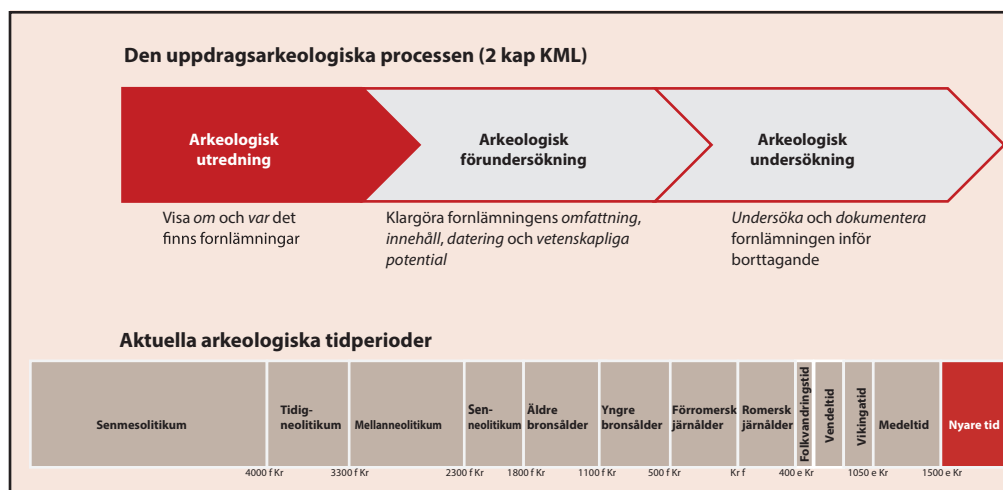 Den uppdragsarkeologiska processen (2 kap KML)
Arkeologisk
utredning
Arkeologisk
förundersökning
Arkeologisk
undersökning
Visa om och var det
finns fornlämningar
Klargöra fornlämningens omfattning,
innehåll, datering och vetenskapliga
potential
Undersöka och dokumentera
fornlämningen inför
borttagande
Aktuella arkeologiska tidperioder
Senmesolitikum
Tidig-
neolitikum
Mellanneolitikum
Sen-
neolitikum
Äldre
bronsålder
Yngre
bronsålder
Förromersk
järnålder
Romersk
järnålder
Folkvandringstid
Vendeltid
Vikingatid
Medeltid
Nyare tid
4000 f Kr
3300 f Kr
2300 f Kr
1800 f Kr
1100 f Kr
500 f Kr
Kr f
400 e Kr
1050 e Kr
1500 e Kr